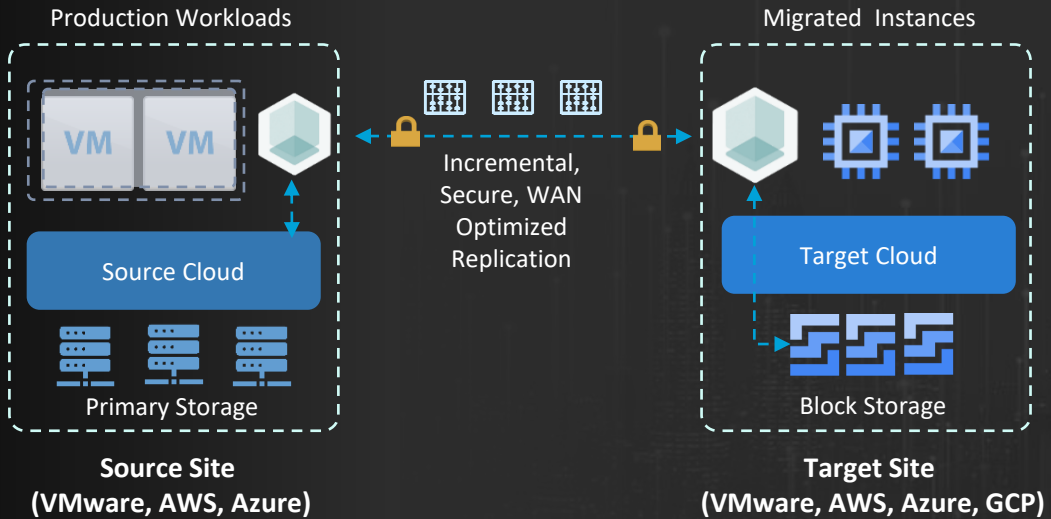 Production Workloads
Migrated Instances
VM VM
Incremental,
Secure, WAN
Optimized
Replication
Source Cloud
Target Cloud
Primary Storage
Block Storage
Source Site
(VMware, AWS, Azure)
Target Site
(VMware, AWS, Azure, GCP)